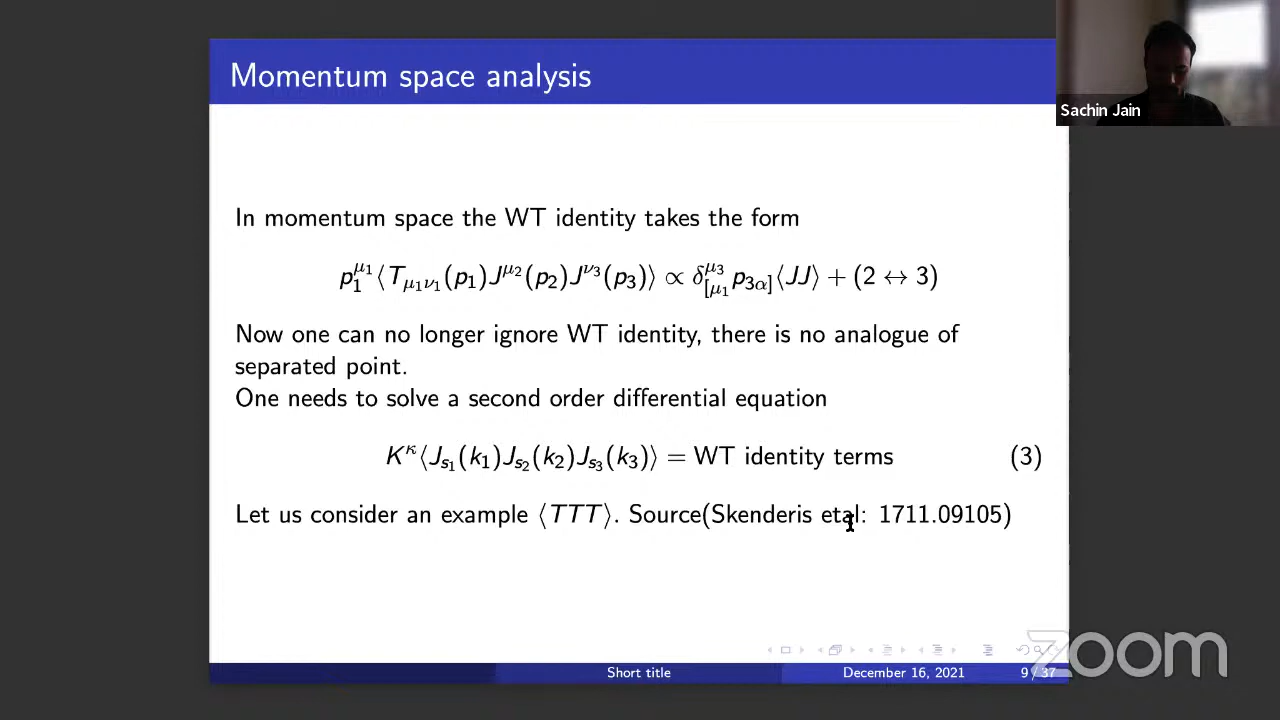 Momentum space analysis
Sachin Jain
In momentum space the WT identity takes the form
$p_1^{\mu_1} \langle T_{\mu_1 \nu_1}(p_1) J^{\mu_2}(p_2) J^{\nu_3}(p_3) \rangle \propto \delta^{\mu_3}_{[\mu_1} p_{3\alpha]} \langle JJ \rangle + (2 \leftrightarrow 3)$
Now one can no longer ignore WT identity, there is no analogue of
separated point.
One needs to solve a second order differential equation
$K^{\kappa} \langle J_{s_1}(k_1) J_{s_2}(k_2) J_{s_3}(k_3) \rangle = \text{WT identity terms}$ (3)
Let us consider an example ⟨TTT⟩. Source(Skenderis etal: 1711.09105)
zoom
Short title December 16, 2021 9 / 37